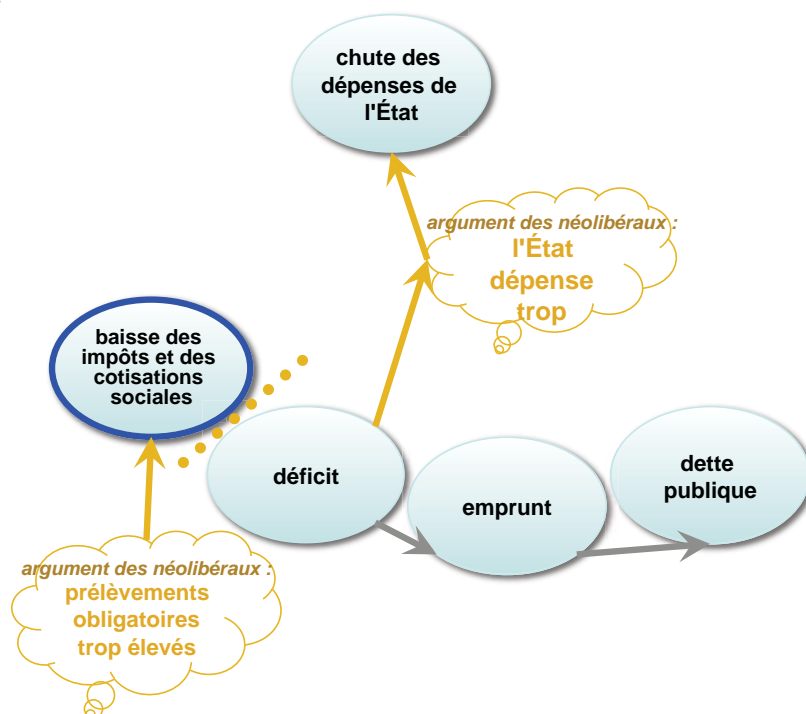 chute des
dépenses de
l'État
argument des néolibéraux :
l'État
dépense
trop
baisse des
impôts et des
cotisations
sociales
déficit
emprunt
dette
publique
argument des néolibéraux :
prélèvements
obligatoires
trop élevés